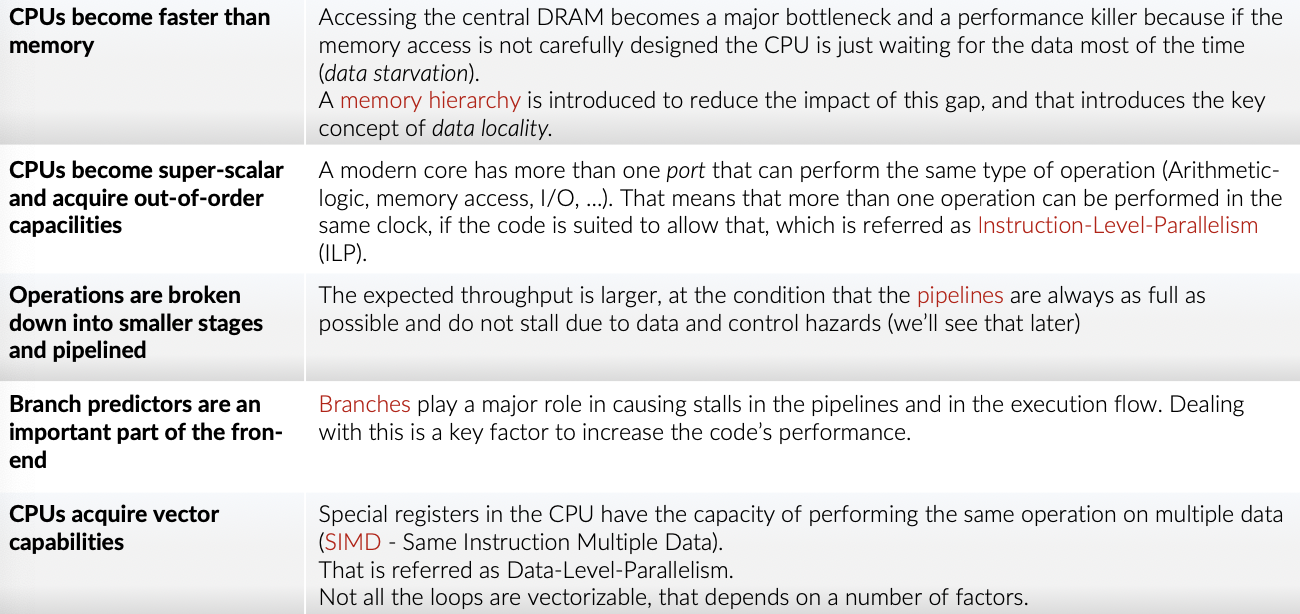 CPUs become faster than
memory
Accessing the central DRAM becomes a major bottleneck and a performance killer because if the
memory access is not carefully designed the CPU is just waiting for the data most of the time
(data starvation).
A memory hierarchy is introduced to reduce the impact of this gap, and that introduces the key
concept of data locality.
CPUs become super-scalar
and acquire out-of-order
capacilities
A modern core has more than one port that can perform the same type of operation (Arithmetic-
logic, memory access, I/O, ...). That means that more than one operation can be performed in the
same clock, if the code is suited to allow that, which is referred as Instruction-Level-Parallelism
(ILP).
Operations are broken
down into smaller stages
and pipelined
The expected throughput is larger, at the condition that the pipelines are always as full as
possible and do not stall due to data and control hazards (we’ll see that later)
Branch predictors are an
important part of the fron-
end
Branches play a major role in causing stalls in the pipelines and in the execution flow. Dealing
with this is a key factor to increase the code’s performance.
CPUs acquire vector
capabilities
Special registers in the CPU have the capacity of performing the same operation on multiple data
(SIMD - Same Instruction Multiple Data).
That is referred as Data-Level-Parallelism.
Not all the loops are vectorizable, that depends on a number of factors.